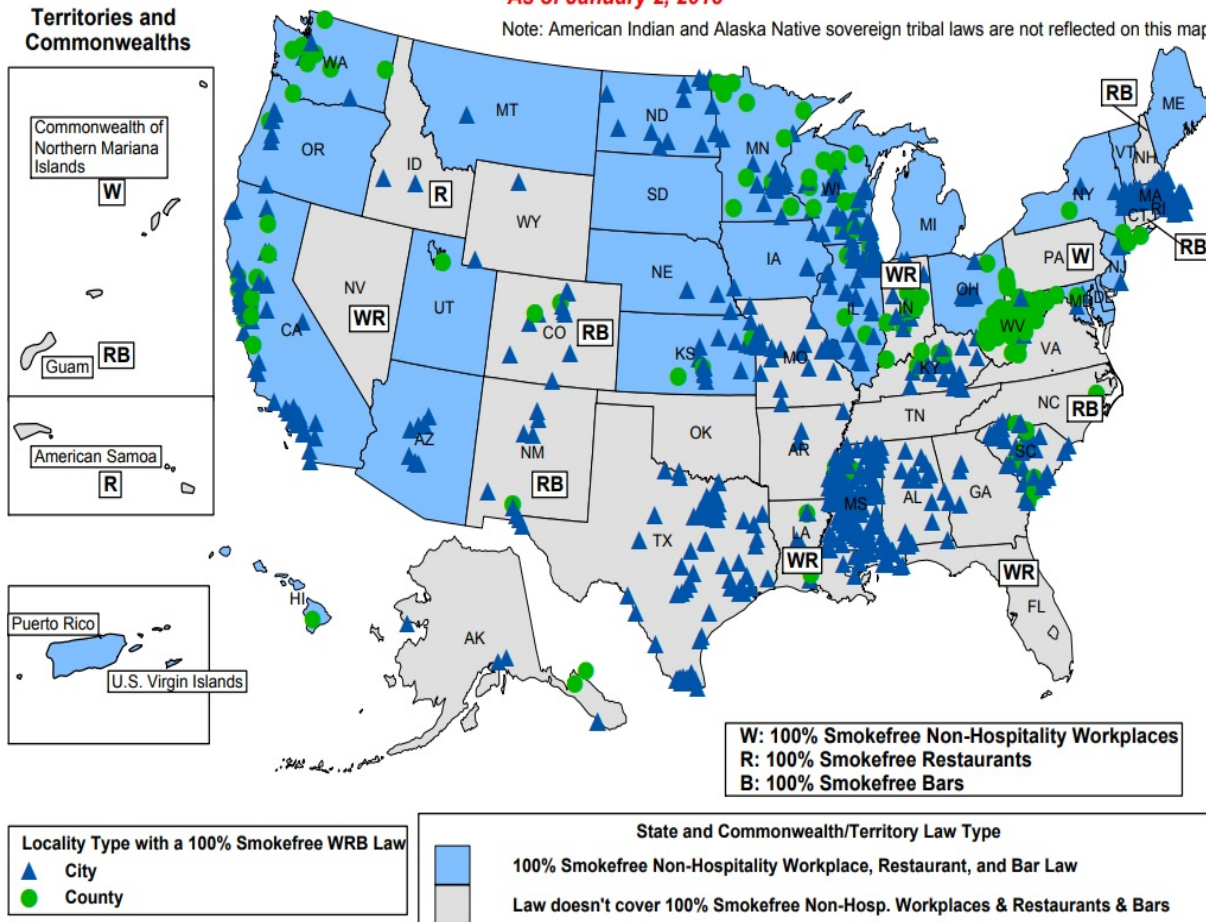 As of January 2, 2018
Note: American Indian and Alaska Native sovereign tribal laws are not reflected on this map
Territories and
Commonwealths
Commonwealth of
Northern Mariana
Islands
W
Guam
RB
American Samoa
R
Puerto Rico
U.S. Virgin Islands
WA
MT
ND
MN
OR
ID
R
WY
SD
WI
MI
NY
VT
NH
RB
ME
MA
CT
RI
RB
NV
WR
UT
CO
RB
NE
IA
IL
WR
IN
OH
PA
W
NJ
MD
DE
CA
KS
MO
KY
WV
VA
AZ
NM
RB
OK
AR
TN
NC
RB
SC
TX
LA
WR
MS
AL
GA
WR
FL
HI
AK
W: 100% Smokefree Non-Hospitality Workplaces
R: 100% Smokefree Restaurants
B: 100% Smokefree Bars
Locality Type with a 100% Smokefree WRB Law
City
County
State and Commonwealth/Territory Law Type
100% Smokefree Non-Hospitality Workplace, Restaurant, and Bar Law
Law doesn't cover 100% Smokefree Non-Hosp. Workplaces & Restaurants & Bars